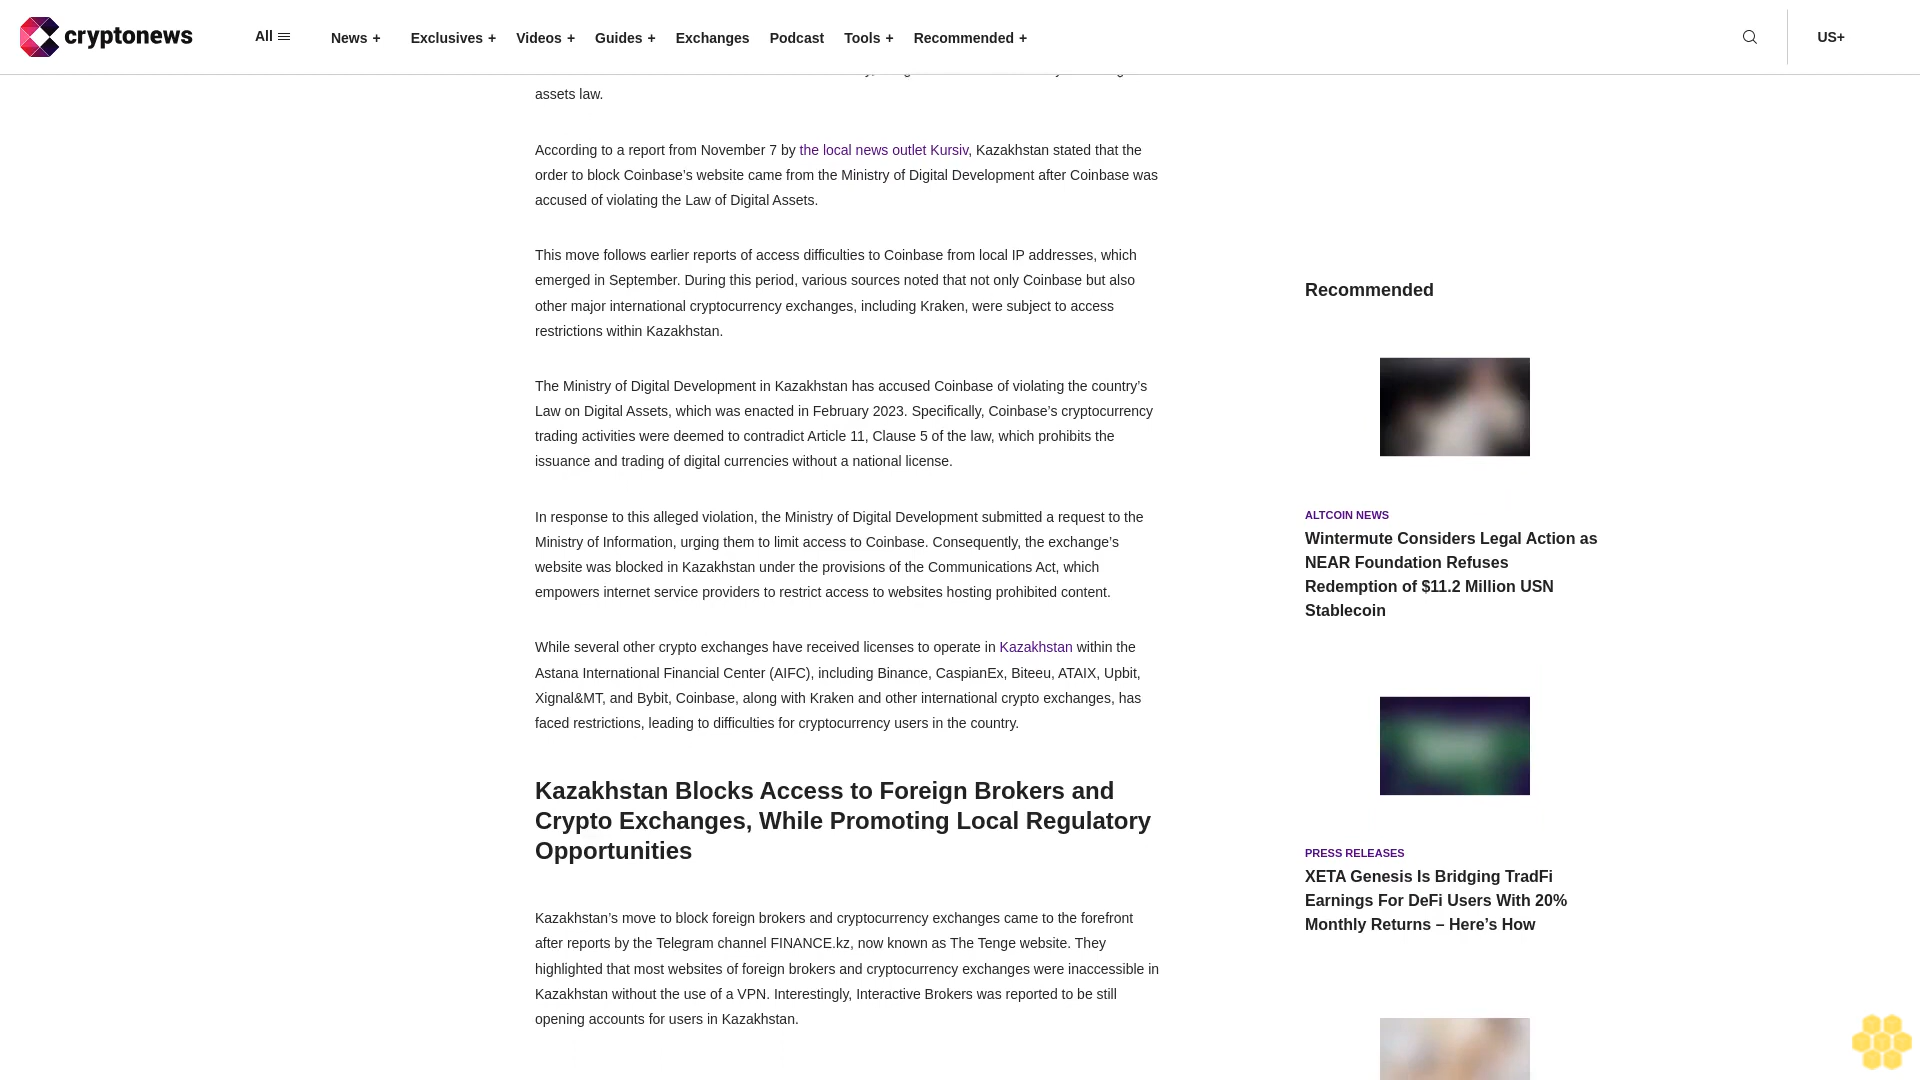 cryptonews
All
News +
Exclusives +
Videos +
Guides +
Exchanges
Podcast
Tools +
Recommended +
US+
assets law.
According to a report from November 7 by the local news outlet Kursiv, Kazakhstan stated that the
order to block Coinbase’s website came from the Ministry of Digital Development after Coinbase was
accused of violating the Law of Digital Assets.
This move follows earlier reports of access difficulties to Coinbase from local IP addresses, which
emerged in September. During this period, various sources noted that not only Coinbase but also
other major international cryptocurrency exchanges, including Kraken, were subject to access
restrictions within Kazakhstan.
The Ministry of Digital Development in Kazakhstan has accused Coinbase of violating the country’s
Law on Digital Assets, which was enacted in February 2023. Specifically, Coinbase’s cryptocurrency
trading activities were deemed to contradict Article 11, Clause 5 of the law, which prohibits the
issuance and trading of digital currencies without a national license.
In response to this alleged violation, the Ministry of Digital Development submitted a request to the
Ministry of Information, urging them to limit access to Coinbase. Consequently, the exchange’s
website was blocked in Kazakhstan under the provisions of the Communications Act, which
empowers internet service providers to restrict access to websites hosting prohibited content.
While several other crypto exchanges have received licenses to operate in Kazakhstan within the
Astana International Financial Center (AIFC), including Binance, CaspianEx, Biteeu, ATAIX, Upbit,
Xignal&MT, and Bybit, Coinbase, along with Kraken and other international crypto exchanges, has
faced restrictions, leading to difficulties for cryptocurrency users in the country.
Kazakhstan Blocks Access to Foreign Brokers and
Crypto Exchanges, While Promoting Local Regulatory
Opportunities
Kazakhstan’s move to block foreign brokers and cryptocurrency exchanges came to the forefront
after reports by the Telegram channel FINANCE.kz, now known as The Tenge website. They
highlighted that most websites of foreign brokers and cryptocurrency exchanges were inaccessible in
Kazakhstan without the use of a VPN. Interestingly, Interactive Brokers was reported to be still
opening accounts for users in Kazakhstan.
Recommended
ALTCOIN NEWS
Wintermute Considers Legal Action as
NEAR Foundation Refuses
Redemption of $11.2 Million USN
Stablecoin
PRESS RELEASES
XETA Genesis Is Bridging TradFi
Earnings For DeFi Users With 20%
Monthly Returns – Here’s How